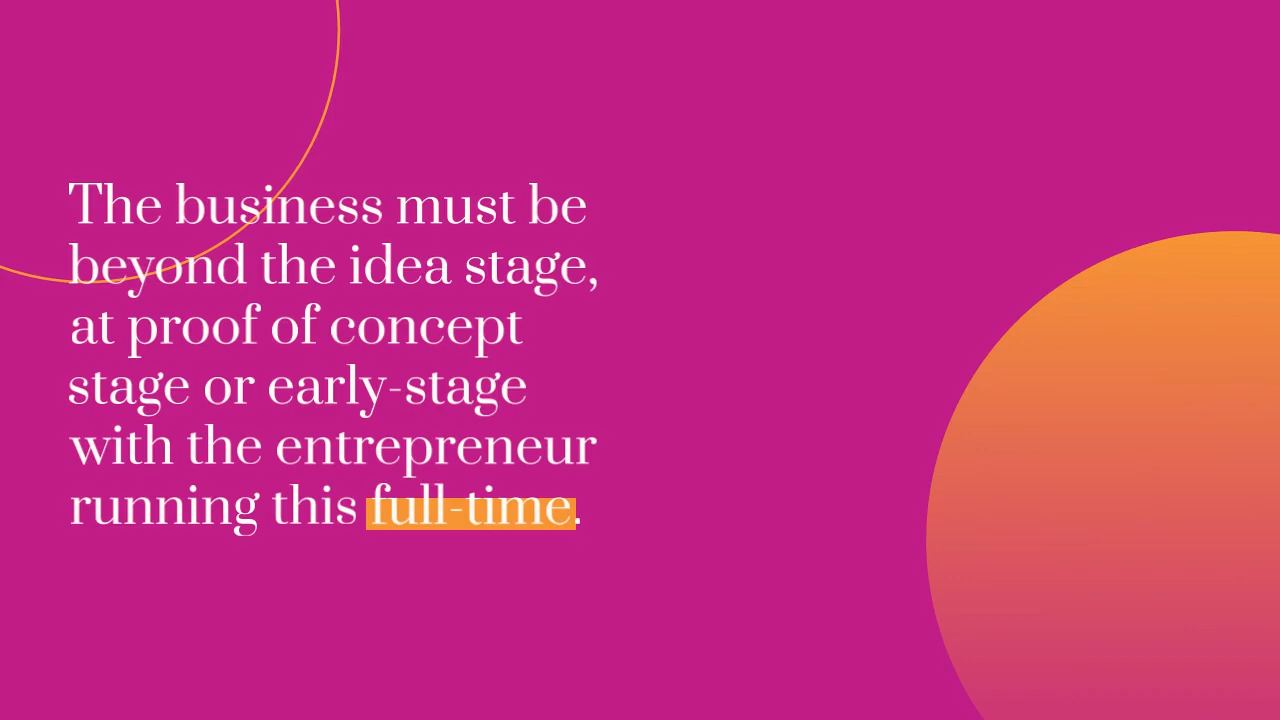 The business must be
beyond the idea stage,
at proof of concept
stage or early-stage
with the entrepreneur
running this full-time.